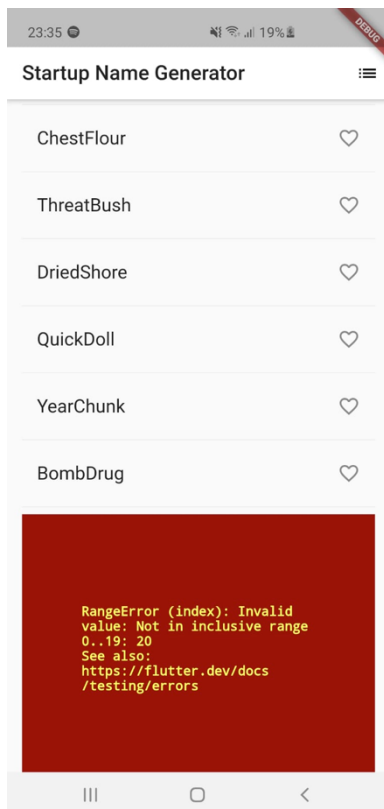 23:35 19%
DEBUG
Startup Name Generator
ChestFlour
ThreatBush
DriedShore
QuickDoll
YearChunk
BombDrug
RangeError (index): Invalid
value: Not in inclusive range
0..19: 20
See also:
https://flutter.dev/docs
/testing/errors